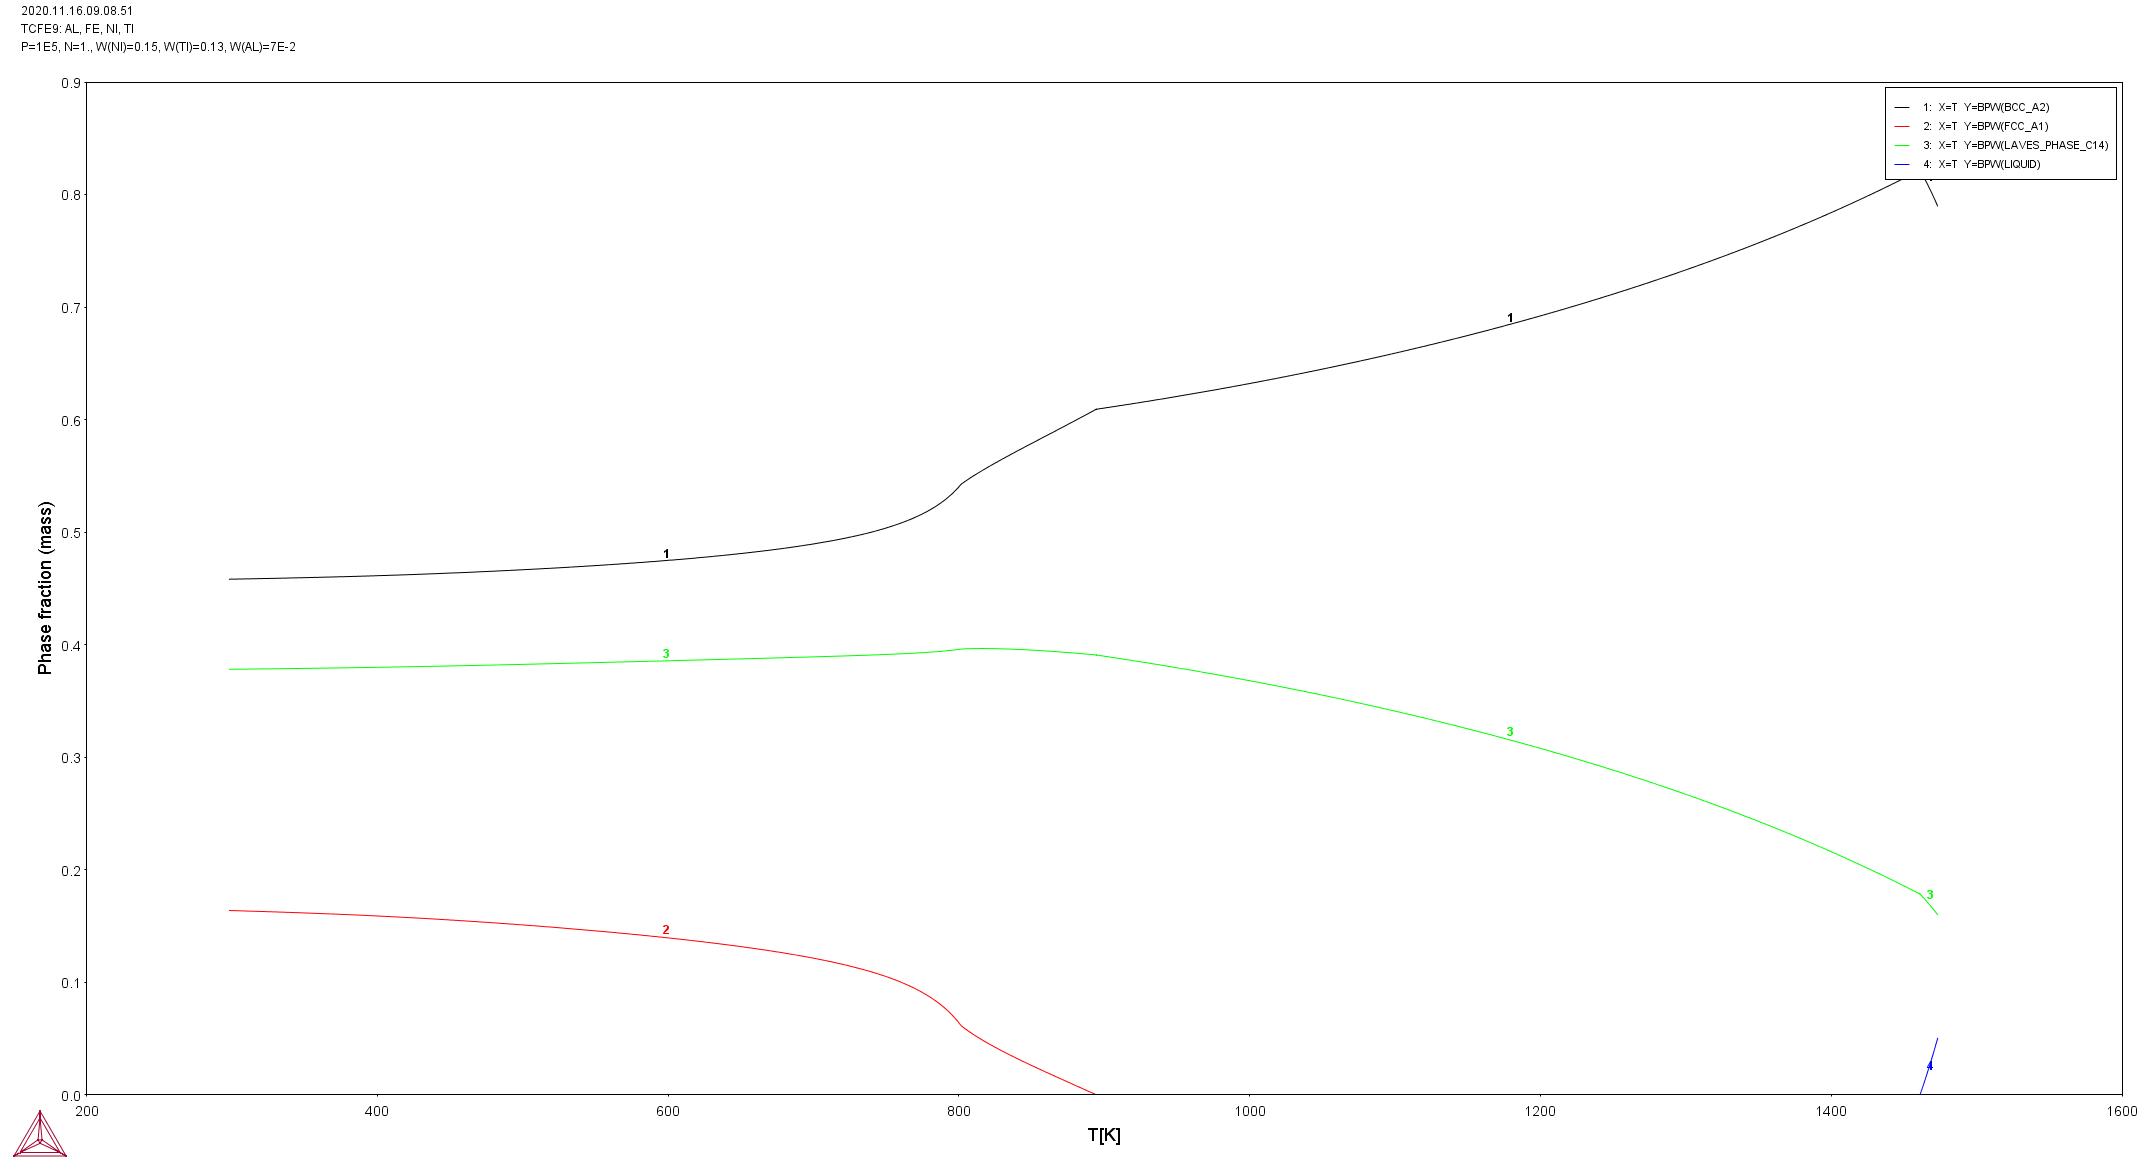 2020.11.16.09.08.51
TCFE9: AL, FE, NI, TI
P=1E5, N=1., W(NI)=0.15, W(TI)=0.13, W(AL)=7E-2
0.9
1: X=T Y=BPW(BCC_A2)
2: X=T Y=BPW(FCC_A1)
3: X=T Y=BPW(LAVES_PHASE_C14)
4: X=T Y=BPW(LIQUID)
0.8
0.7
1
0.6
Phase fraction (mass)
0.5
1
0.4
3
3
0.3
0.2
3
2
0.1
4
0.0
200 400 600 800 1000 1200 1400 1600
T[K]